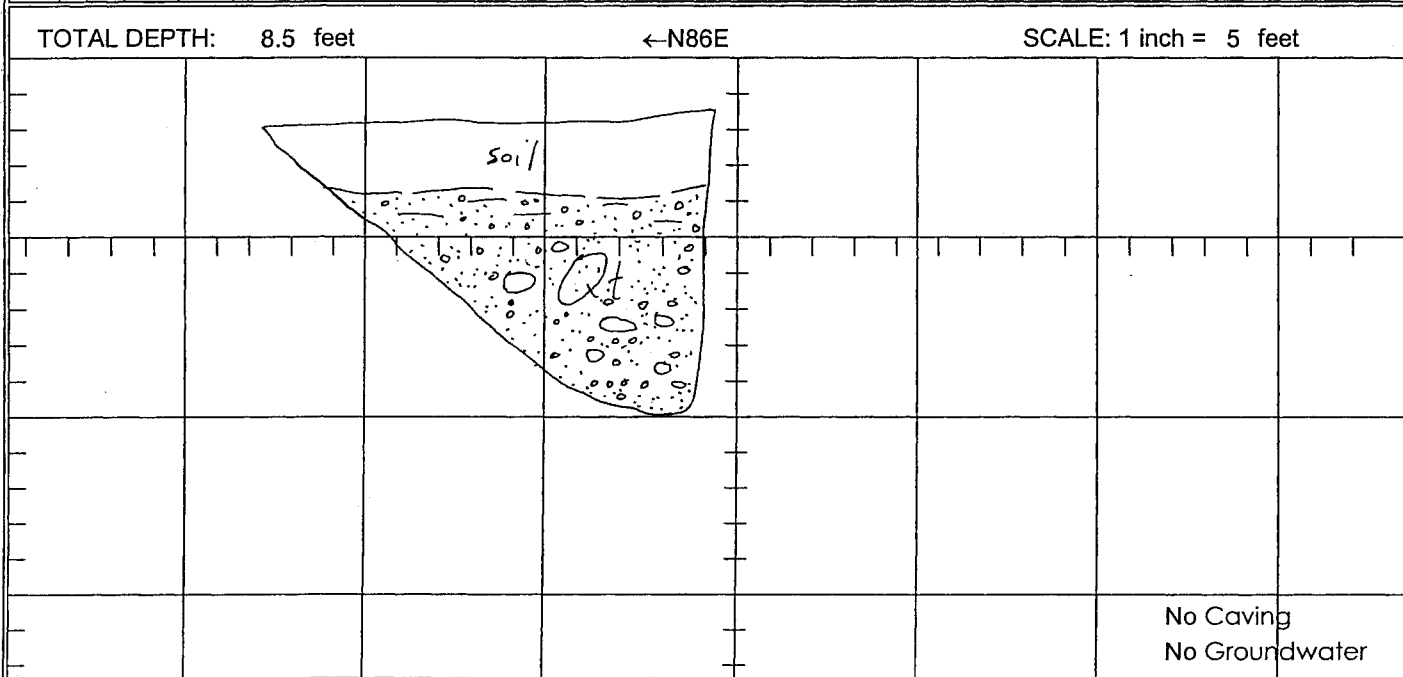 TOTAL DEPTH: 8.5 feet ←N86E SCALE: 1 inch = 5 feet
soil
Qt
No Caving
No Groundwater